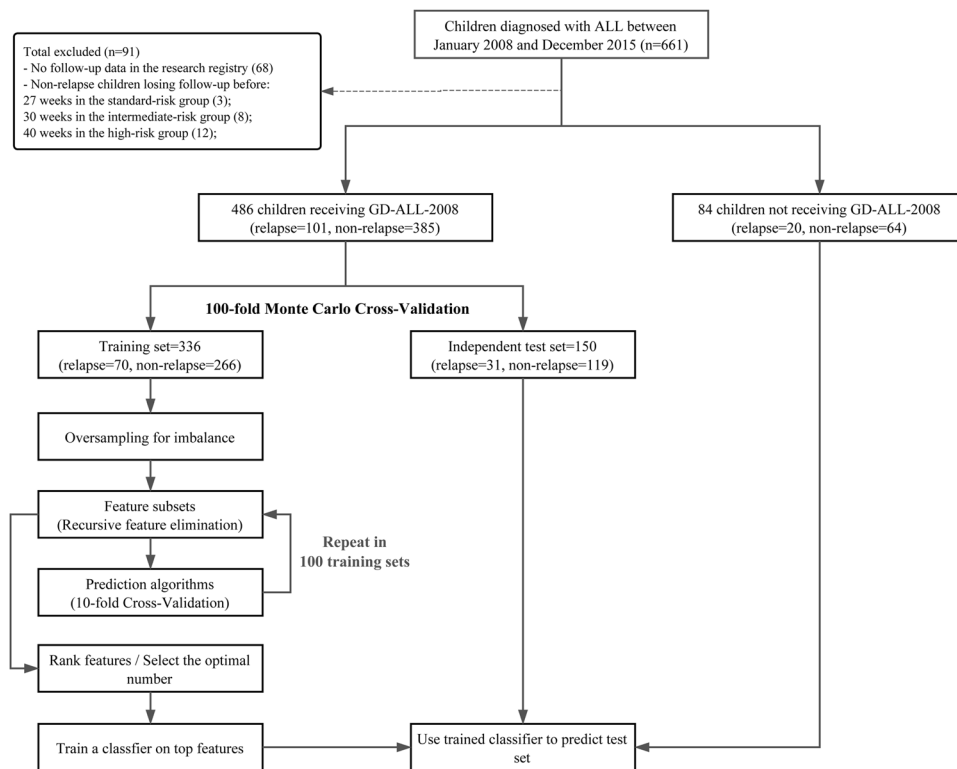 Children diagnosed with ALL between
January 2008 and December 2015 (n=661)
Total excluded (n=91)
- No follow-up data in the research registry (68)
- Non-relapse children losing follow-up before:
27 weeks in the standard-risk group (3);
30 weeks in the intermediate-risk group (8);
40 weeks in the high-risk group (12);
486 children receiving GD-ALL-2008
(relapse=101, non-relapse=385)
84 children not receiving GD-ALL-2008
(relapse=20, non-relapse=64)
100-fold Monte Carlo Cross-Validation
Training set=336
(relapse=70, non-relapse=266)
Independent test set=150
(relapse=31, non-relapse=119)
Oversampling for imbalance
Feature subsets
(Recursive feature elimination)
Repeat in
100 training sets
Prediction algorithms
(10-fold Cross-Validation)
Rank features / Select the optimal
number
Train a classfier on top features
Use trained classifier to predict test
set